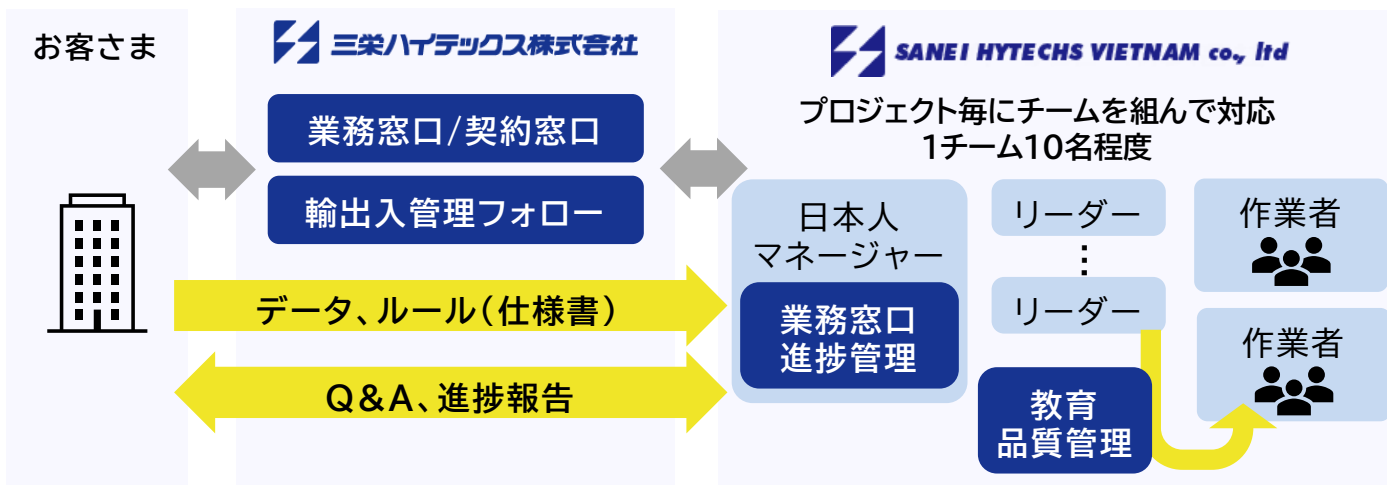 お客さま
三栄ハイテックス株式会社
業務窓口/契約窓口
輸出入管理フォロー
SANEI HYTECHS VIETNAM co., ltd
プロジェクト毎にチームを組んで対応
1チーム10名程度
日本人
マネージャー
業務窓口
進捗管理
リーダー
⋮
リーダー
教育
品質管理
作業者
作業者
データ、ルール(仕様書)
Q&A、進捗報告